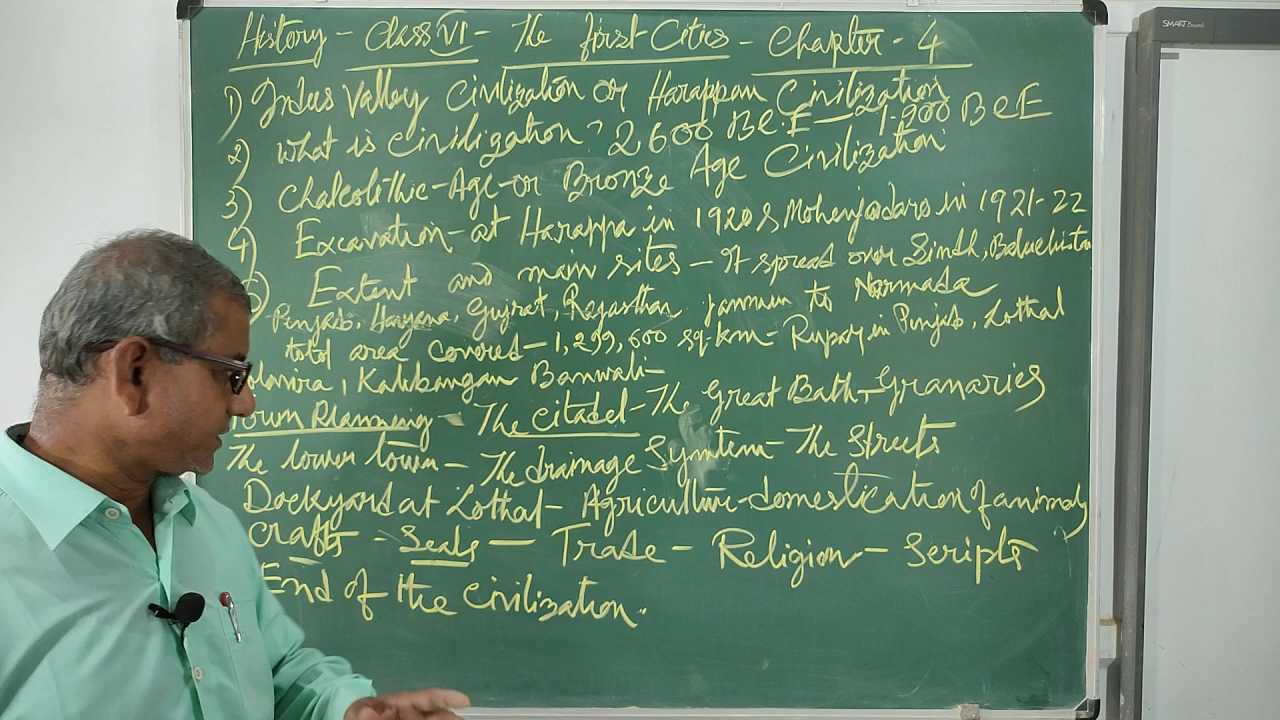 History - Class VI - The first Cities - Chapter - 4
1) Indus Valley Civilization or Harappan Civilization
2) What is civilization? 2600 BCE - 1900 BCE
3) Chalcolithic - Age - or Bronze Age Civilization
4) Excavation - at Harappa in 1920 & Mohenjodaro in 1921-22
Extent and main sites - It spread over Sindh, Baluchistan
Punjab, Haryana, Gujrat, Rajasthan jammu to Narmada
total area covered - 1,299,600 sq.km - Rupar in Punjab, Lothal
Kalibangan Banwali -
Town Planning - The citadel - The Great Bath - Granaries
The lower town - The drainage System - The Streets
Dockyard at Lothal - Agriculture - domestication of animals
Crafts - Seals - Trade - Religion - Scripts
End of the Civilization.
SMART Board